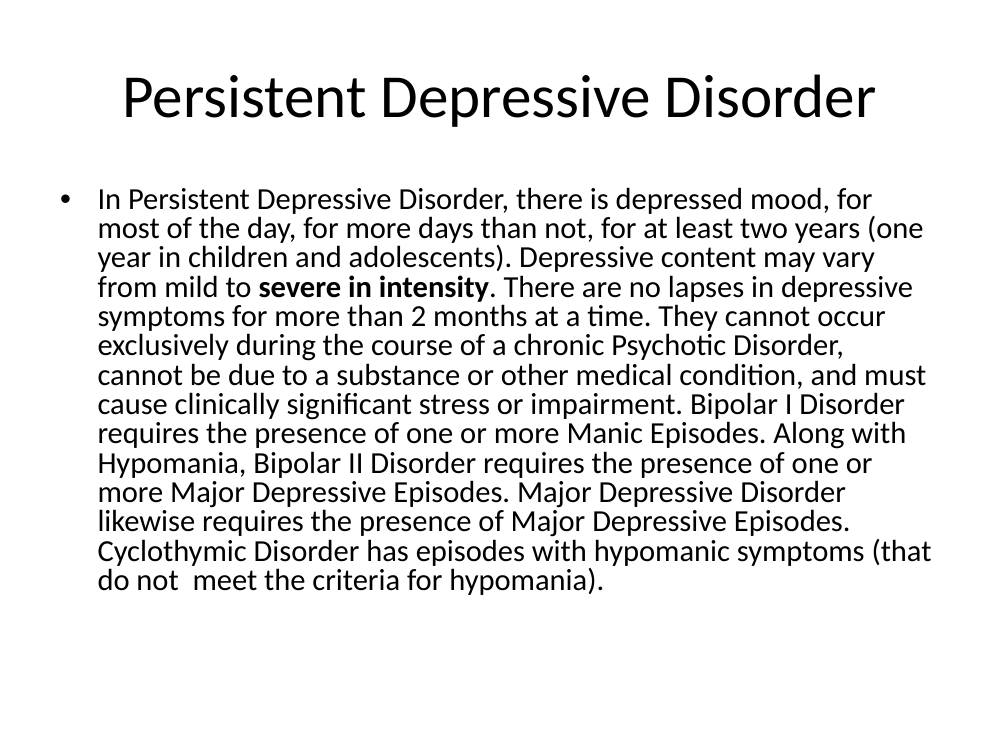 Persistent Depressive Disorder
• In Persistent Depressive Disorder, there is depressed mood, for
most of the day, for more days than not, for at least two years (one
year in children and adolescents). Depressive content may vary
from mild to severe in intensity. There are no lapses in depressive
symptoms for more than 2 months at a time. They cannot occur
exclusively during the course of a chronic Psychotic Disorder,
cannot be due to a substance or other medical condition, and must
cause clinically significant stress or impairment. Bipolar I Disorder
requires the presence of one or more Manic Episodes. Along with
Hypomania, Bipolar II Disorder requires the presence of one or
more Major Depressive Episodes. Major Depressive Disorder
likewise requires the presence of Major Depressive Episodes.
Cyclothymic Disorder has episodes with hypomanic symptoms (that
do not  meet the criteria for hypomania).